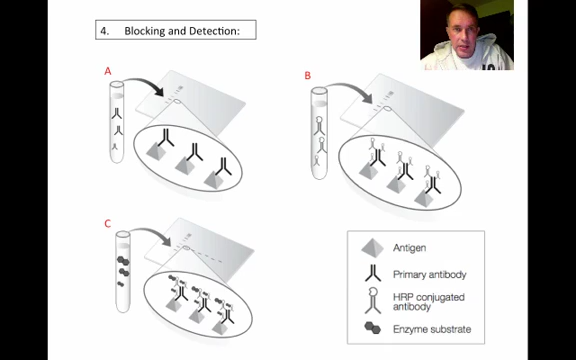 4. Blocking and Detection:
A
B
C
Antigen
Primary antibody
HRP conjugated
antibody
Enzyme substrate